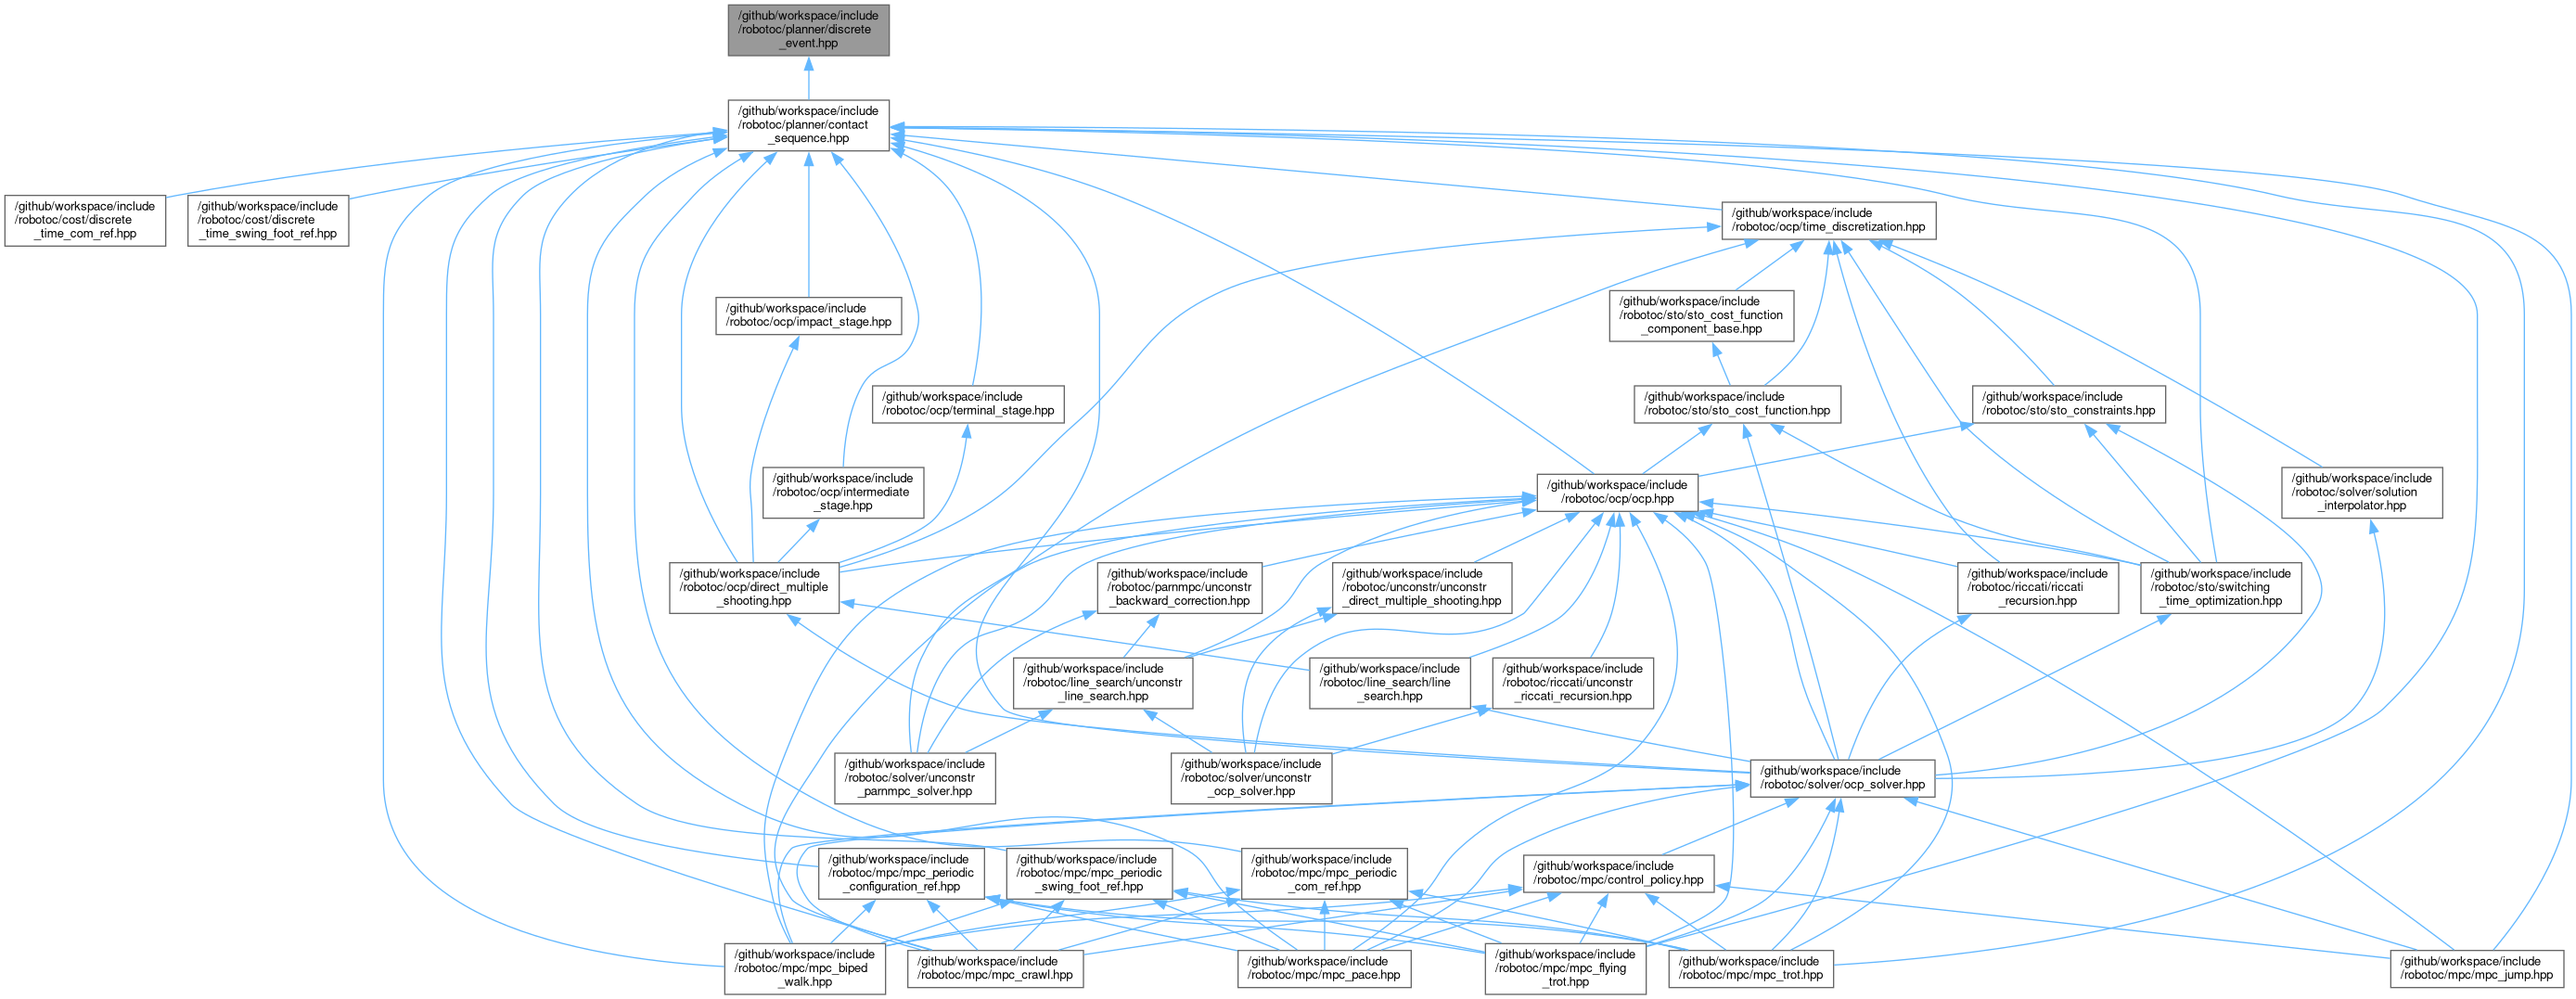 /github/workspace/include
/robotoc/planner/discrete
_event.hpp
/github/workspace/include
/robotoc/planner/contact
_sequence.hpp
/github/workspace/include
/robotoc/cost/discrete
_time_com_ref.hpp
/github/workspace/include
/robotoc/cost/discrete
_time_swing_foot_ref.hpp
/github/workspace/include
/robotoc/ocp/time_discretization.hpp
/github/workspace/include
/robotoc/ocp/impact_stage.hpp
/github/workspace/include
/robotoc/sto/sto_cost_function
_component_base.hpp
/github/workspace/include
/robotoc/ocp/terminal_stage.hpp
/github/workspace/include
/robotoc/sto/sto_cost_function.hpp
/github/workspace/include
/robotoc/sto/sto_constraints.hpp
/github/workspace/include
/robotoc/ocp/intermediate
_stage.hpp
/github/workspace/include
/robotoc/ocp/ocp.hpp
/github/workspace/include
/robotoc/solver/solution
_interpolator.hpp
/github/workspace/include
/robotoc/ocp/direct_multiple
_shooting.hpp
/github/workspace/include
/robotoc/parnmpc/unconstr
_backward_correction.hpp
/github/workspace/include
/robotoc/unconstr/unconstr
_direct_multiple_shooting.hpp
/github/workspace/include
/robotoc/riccati/riccati
_recursion.hpp
/github/workspace/include
/robotoc/sto/switching
_time_optimization.hpp
/github/workspace/include
/robotoc/line_search/unconstr
_line_search.hpp
/github/workspace/include
/robotoc/line_search/line
_search.hpp
/github/workspace/include
/robotoc/riccati/unconstr
_riccati_recursion.hpp
/github/workspace/include
/robotoc/solver/unconstr
_parnmpc_solver.hpp
/github/workspace/include
/robotoc/solver/unconstr
_ocp_solver.hpp
/github/workspace/include
/robotoc/solver/ocp_solver.hpp
/github/workspace/include
/robotoc/mpc/mpc_periodic
_configuration_ref.hpp
/github/workspace/include
/robotoc/mpc/mpc_periodic
_swing_foot_ref.hpp
/github/workspace/include
/robotoc/mpc/mpc_periodic
_com_ref.hpp
/github/workspace/include
/robotoc/mpc/control_policy.hpp
/github/workspace/include
/robotoc/mpc/mpc_biped
_walk.hpp
/github/workspace/include
/robotoc/mpc/mpc_crawl.hpp
/github/workspace/include
/robotoc/mpc/mpc_pace.hpp
/github/workspace/include
/robotoc/mpc/mpc_flying
_trot.hpp
/github/workspace/include
/robotoc/mpc/mpc_trot.hpp
/github/workspace/include
/robotoc/mpc/mpc_jump.hpp